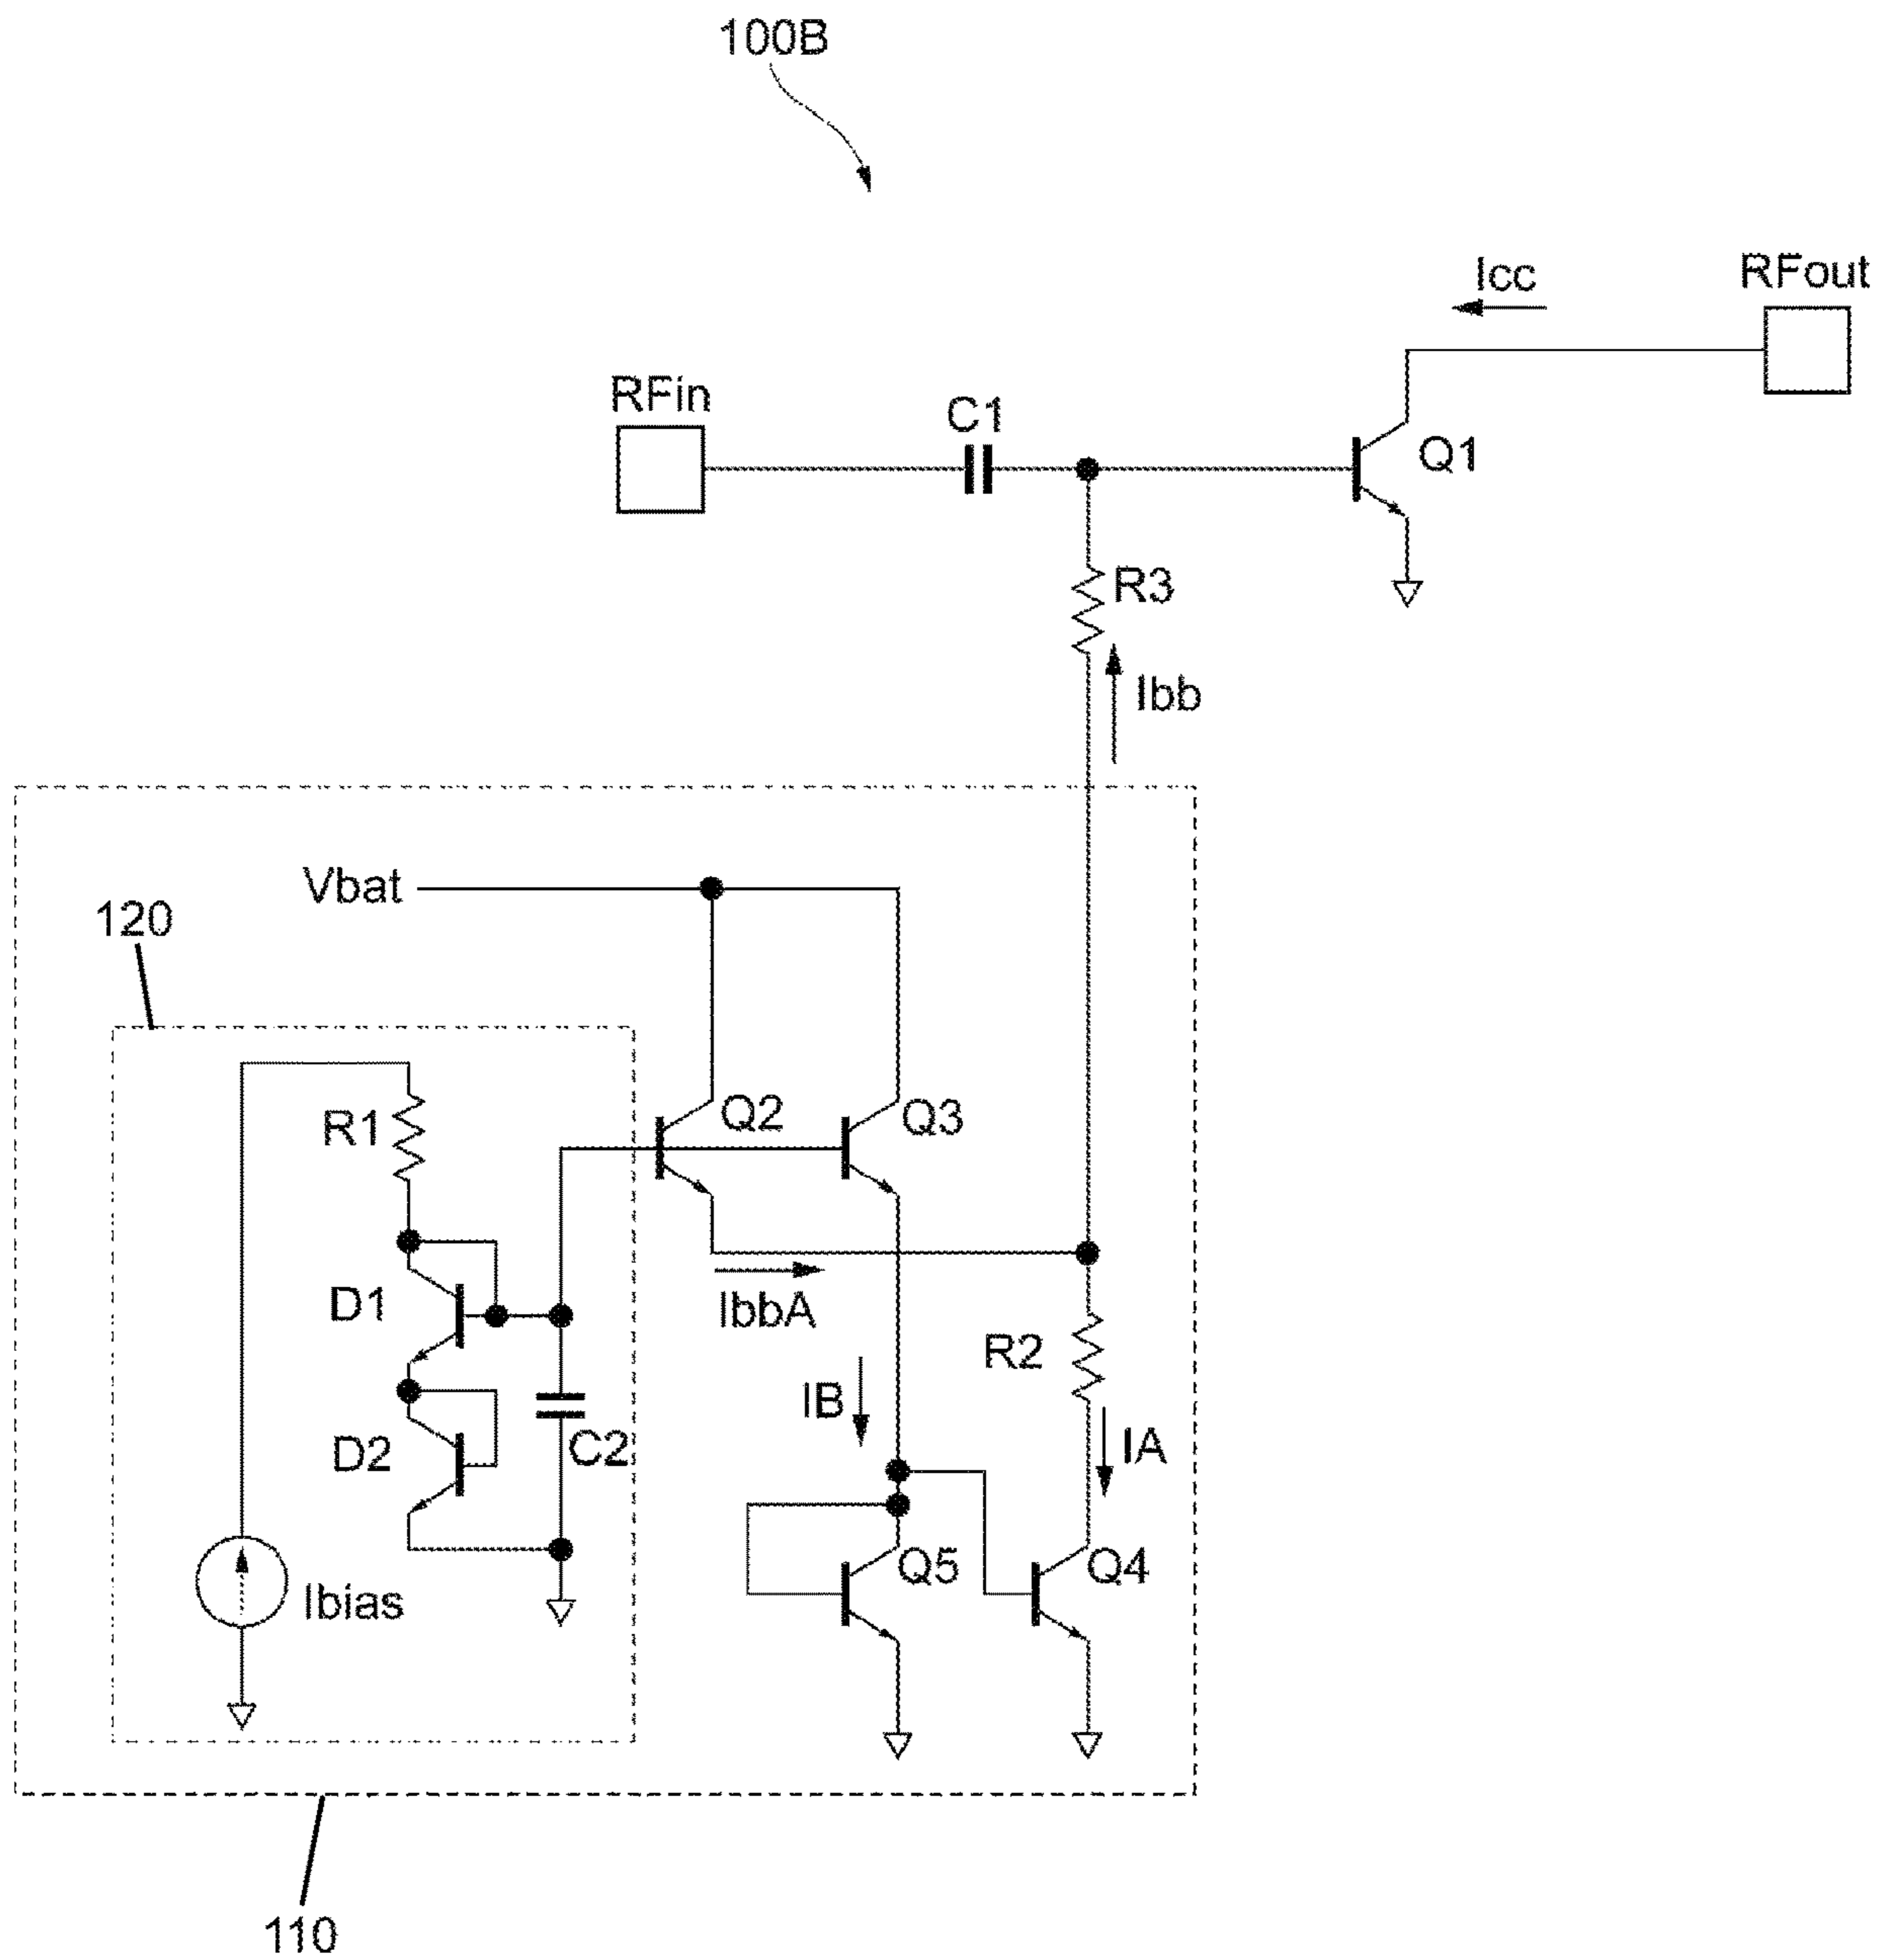 100B
Icc
RFout
RFin
C1
Q1
R3
Ibb
Vbat
120
R1
Q2
Q3
D1
IbbA
R2
IB
IA
D2
C2
Q5
Q4
Ibias
110